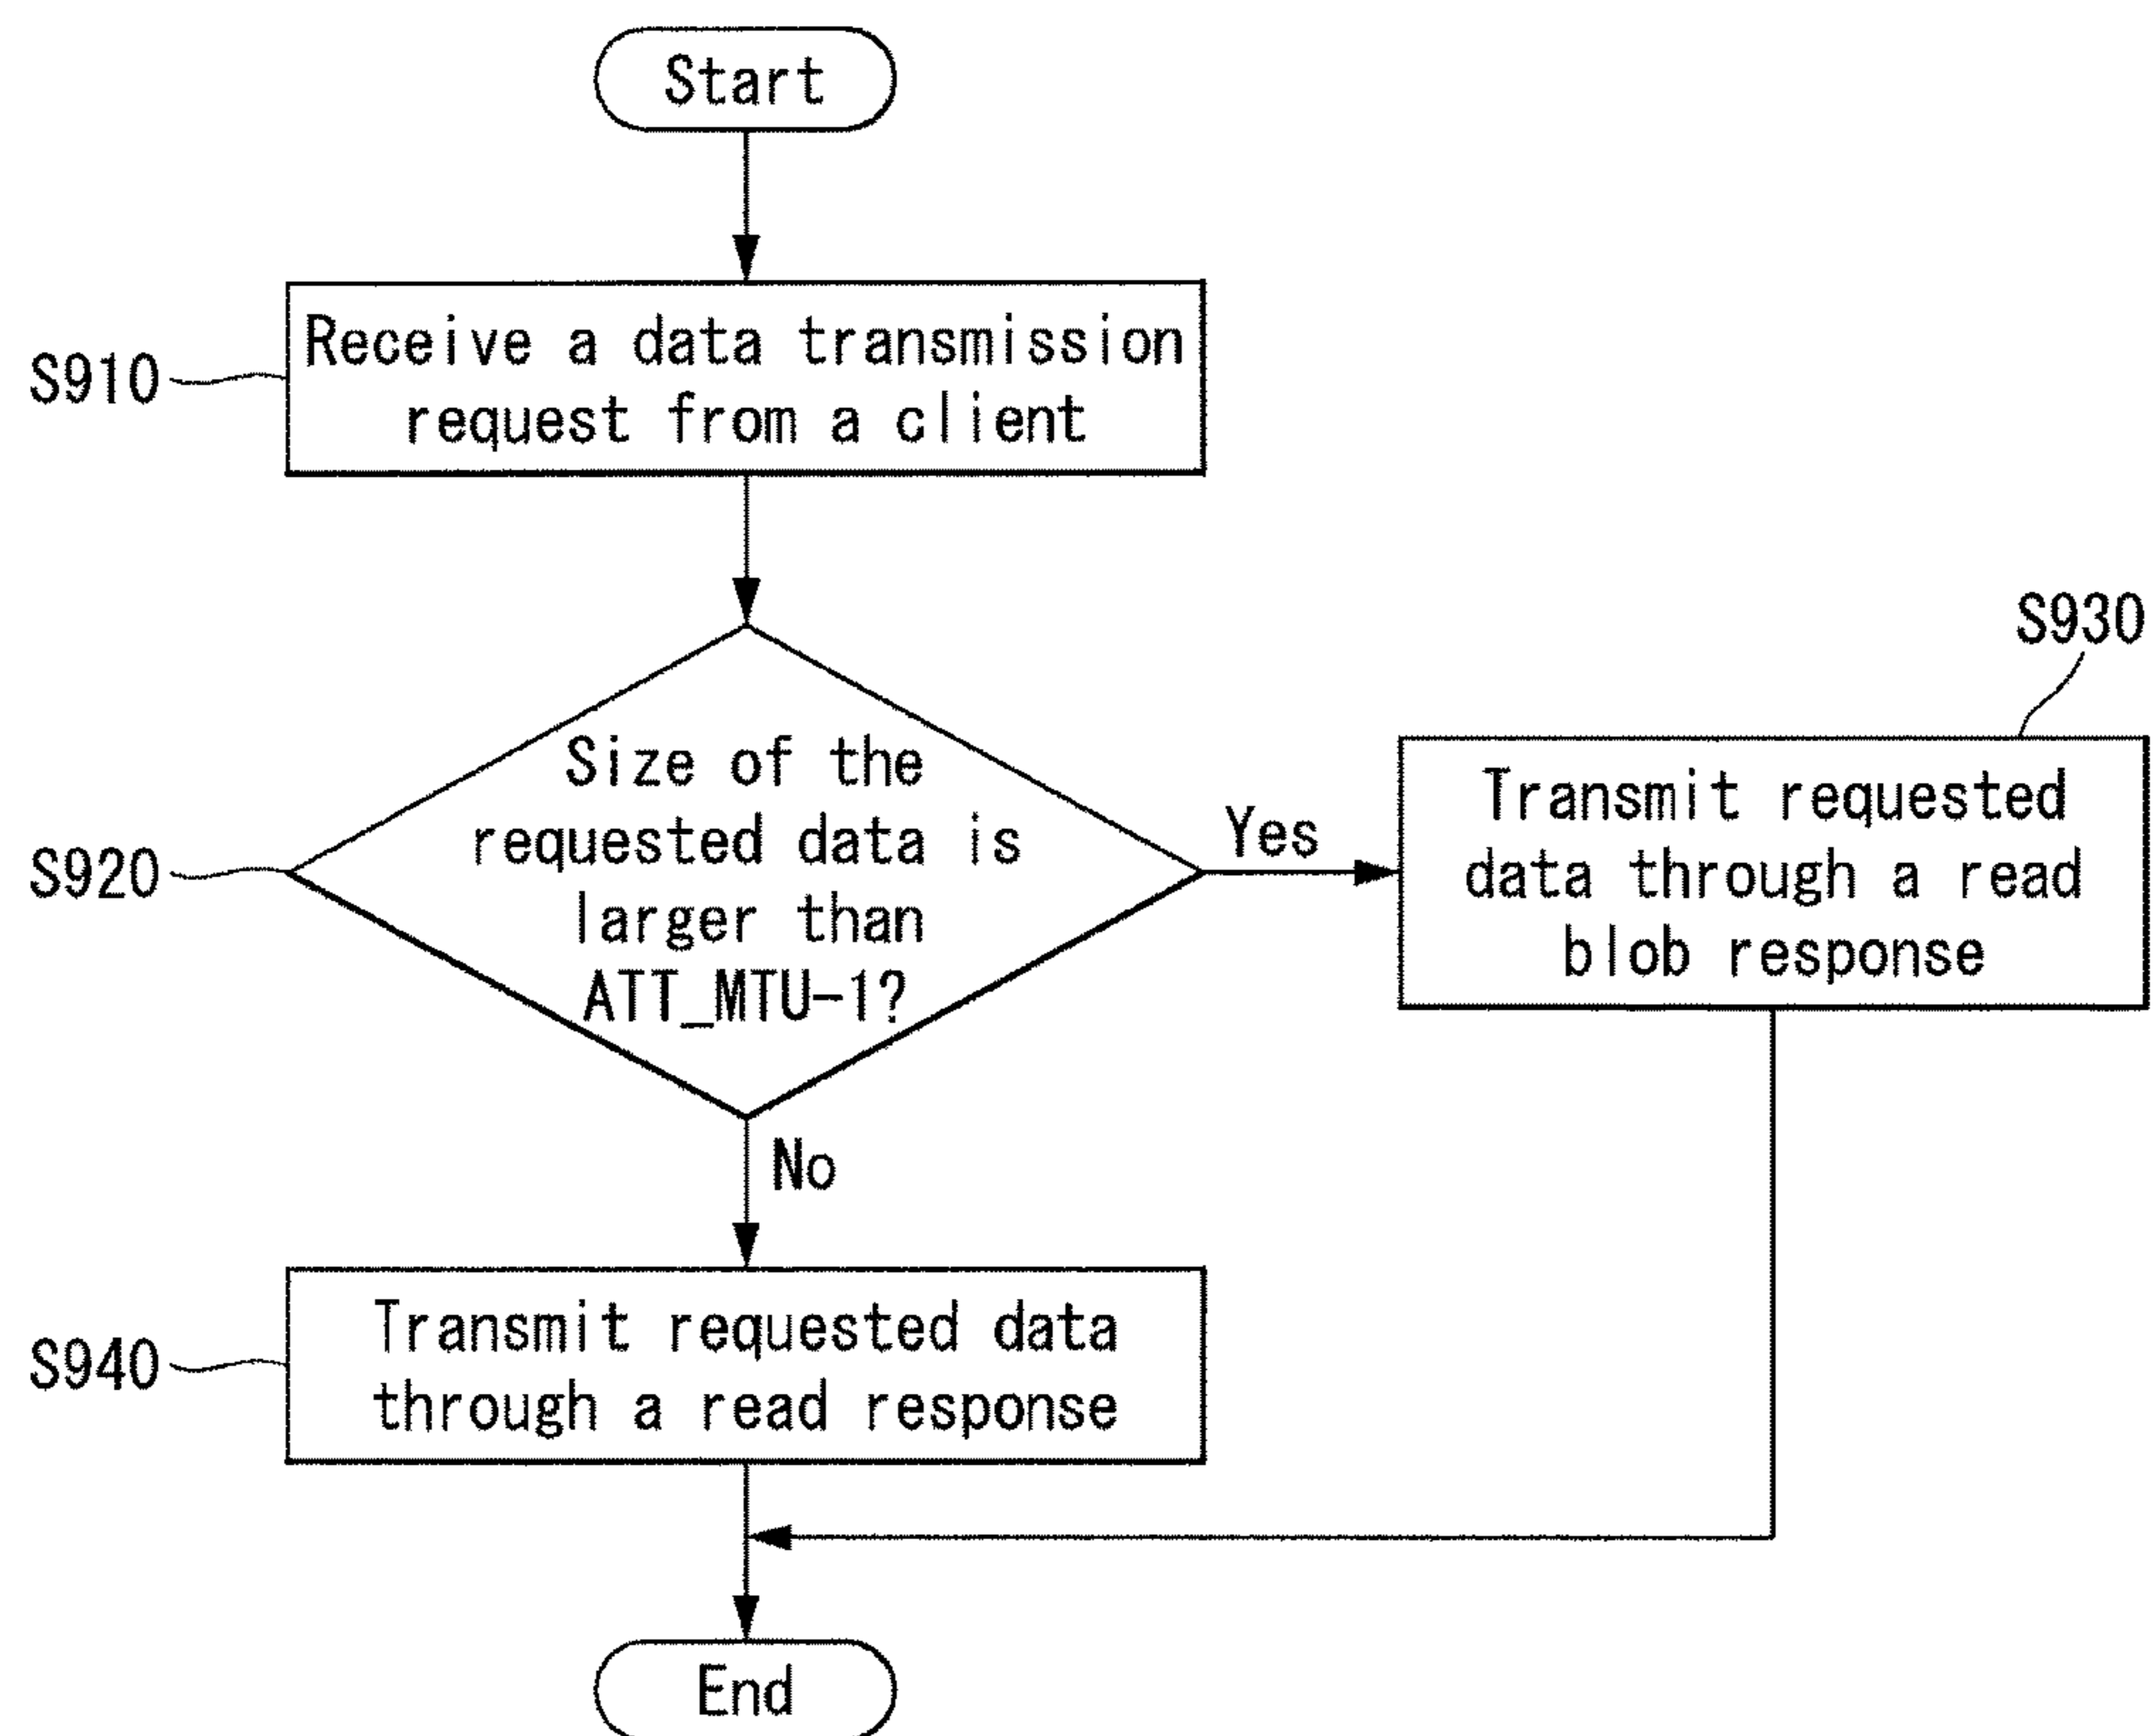 Start
S910
Receive a data transmission
request from a client
S920
Size of the
requested data is
larger than
ATT_MTU-1?
Yes
S930
Transmit requested
data through a read
blob response
No
S940
Transmit requested data
through a read response
End